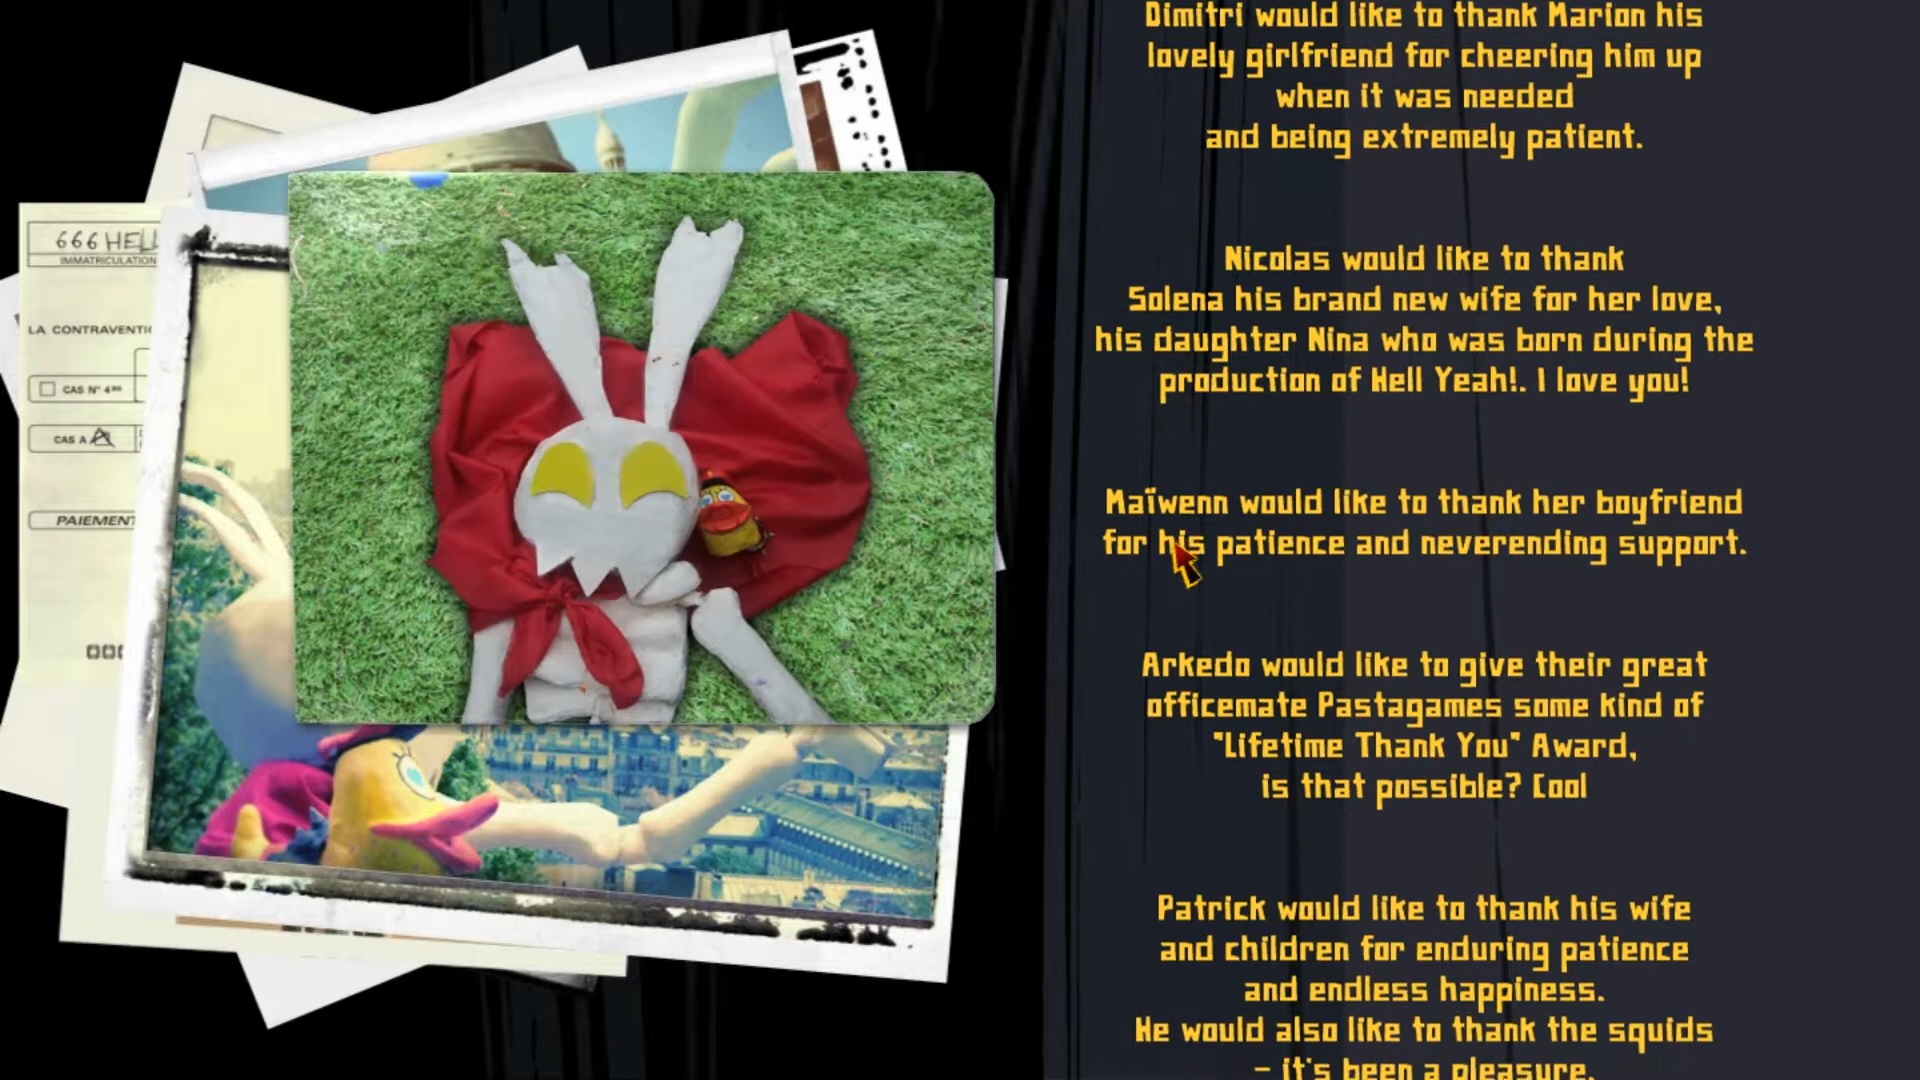 666 HELL
IMMATRICULATION
LA CONTRAVENTI
CAS N° 4
CAS A
PAIEMENT
Dimitri would like to thank Marion his
lovely girlfriend for cheering him up
when it was needed
and being extremely patient.
Nicolas would like to thank
Solena his brand new wife for her love,
his daughter Nina who was born during the
production of Hell Yeah!. I love you!
Maïwenn would like to thank her boyfriend
for his patience and neverending support.
Arkedo would like to give their great
officemate Pastagames some kind of
"Lifetime Thank You" Award,
is that possible? Cool
Patrick would like to thank his wife
and children for enduring patience
and endless happiness.
He would also like to thank the squids
- it's been a pleasure.